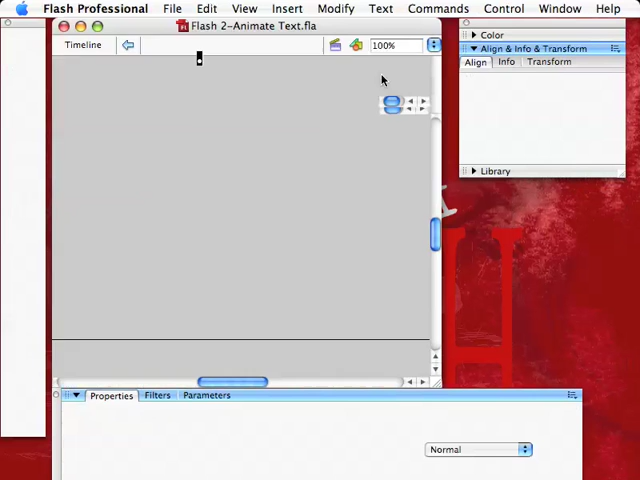 Flash Professional File Edit View Insert Modify Text Commands Control Window Help
Flash 2-Animate Text.fla
Timeline 100%
Color
Align & Info & Transform
Align Info Transform
Library
H
Properties Filters Parameters
Normal